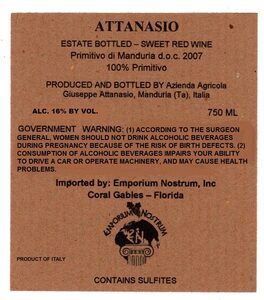 ATTANASIO
ESTATE BOTTLED – SWEET RED WINE
Primitivo di Manduria d.o.c. 2007
100% Primitivo
PRODUCED AND BOTTLED BY Azienda Agricola
Giuseppe Attanasio, Manduria (Ta), Italia
ALC. 16% BY VOL. 750 ML
GOVERNMENT WARNING: (1) ACCORDING TO THE SURGEON
GENERAL, WOMEN SHOULD NOT DRINK ALCOHOLIC BEVERAGES
DURING PREGNANCY BECAUSE OF THE RISK OF BIRTH DEFECTS. (2)
CONSUMPTION OF ALCOHOLIC BEVERAGES IMPAIRS YOUR ABILITY
TO DRIVE A CAR OR OPERATE MACHINERY, AND MAY CAUSE HEALTH
PROBLEMS.
Imported by: Emporium Nostrum, Inc
Coral Gables – Florida
EMPORIUM NOSTRUM
PRODUCT OF ITALY
CONTAINS SULFITES